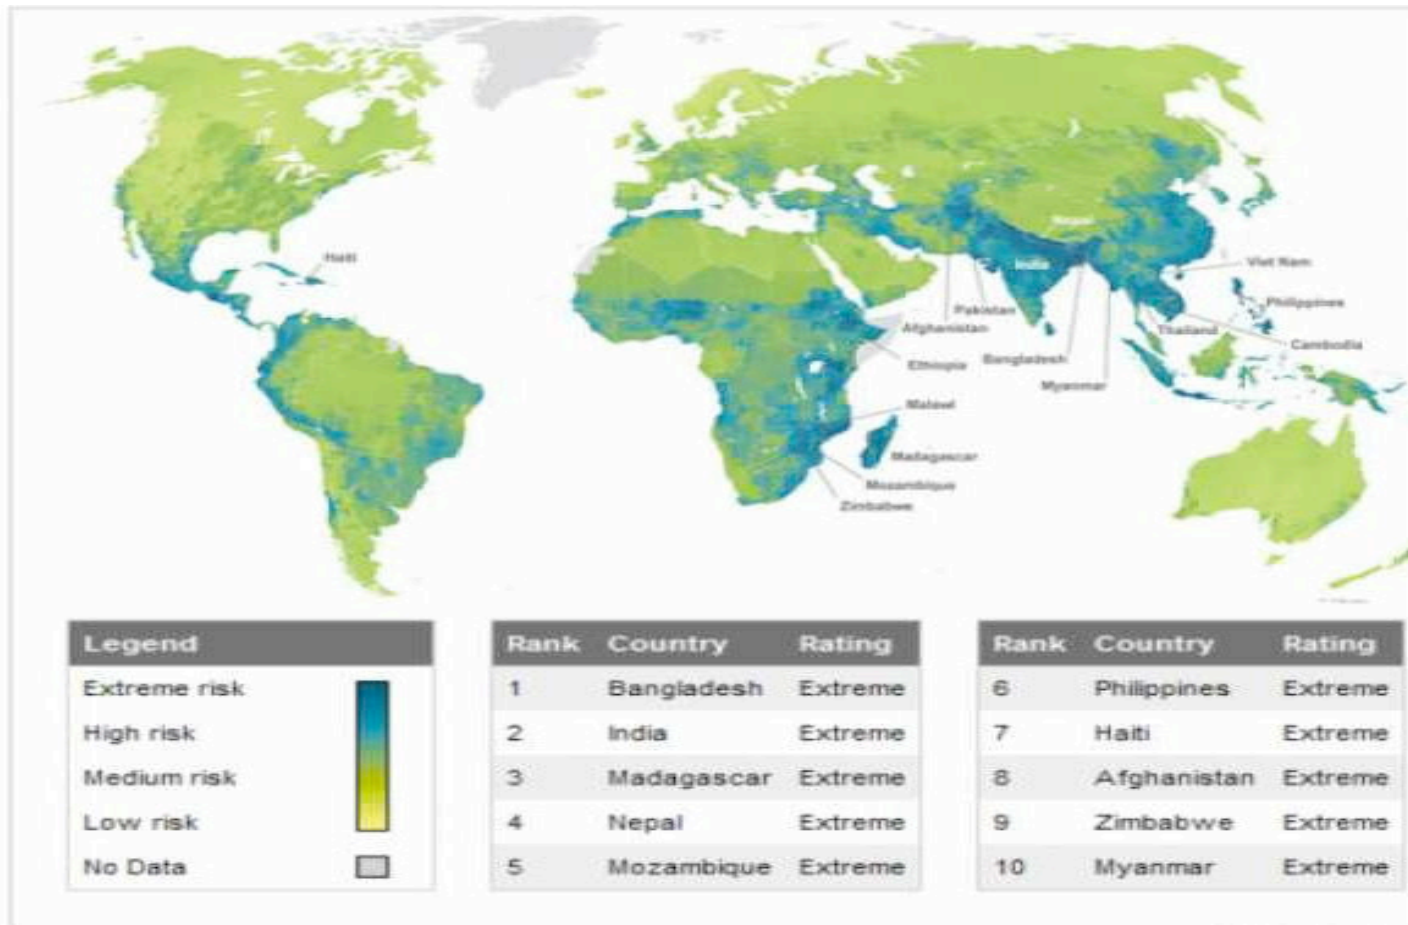 Nepal
Haiti
India
Viet Nam
Philippines
Pakistan
Afghanistan
Thailand
Cambodia
Bangladesh
Ethiopia
Myanmar
Malawi
Madagascar
Mozambique
Zimbabwe
Legend
Extreme risk
High risk
Medium risk
Low risk
No Data
Rank Country Rating
1 Bangladesh Extreme
2 India Extreme
3 Madagascar Extreme
4 Nepal Extreme
5 Mozambique Extreme
Rank Country Rating
6 Philippines Extreme
7 Haiti Extreme
8 Afghanistan Extreme
9 Zimbabwe Extreme
10 Myanmar Extreme